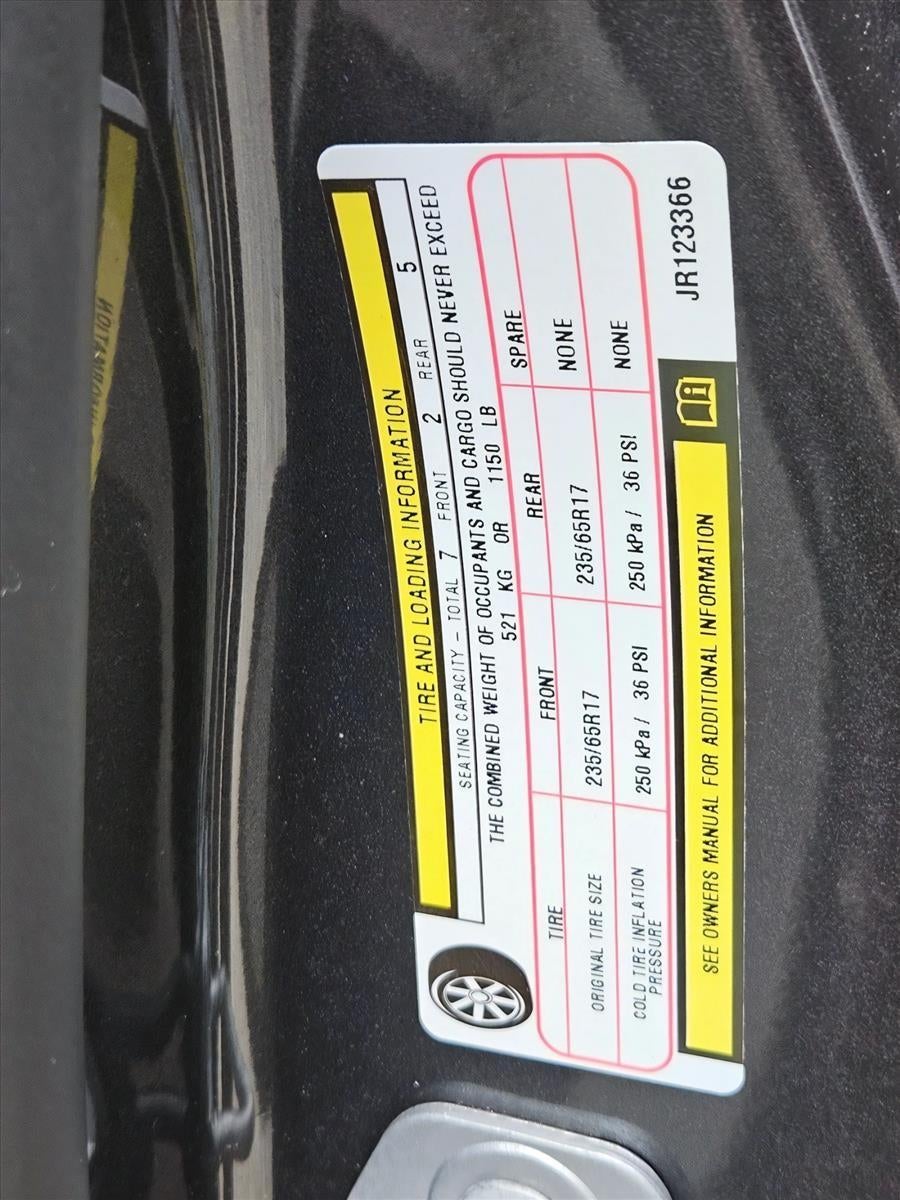 TIRE AND LOADING INFORMATION
SEATING CAPACITY - TOTAL 7 FRONT 2 REAR 5
THE COMBINED WEIGHT OF OCCUPANTS AND CARGO SHOULD NEVER EXCEED
521 KG OR 1150 LB
TIRE FRONT REAR SPARE
ORIGINAL TIRE SIZE 235/65R17 235/65R17 NONE
COLD TIRE INFLATION
PRESSURE 250 kPa / 36 PSI 250 kPa / 36 PSI NONE
SEE OWNERS MANUAL FOR ADDITIONAL INFORMATION
JR123366